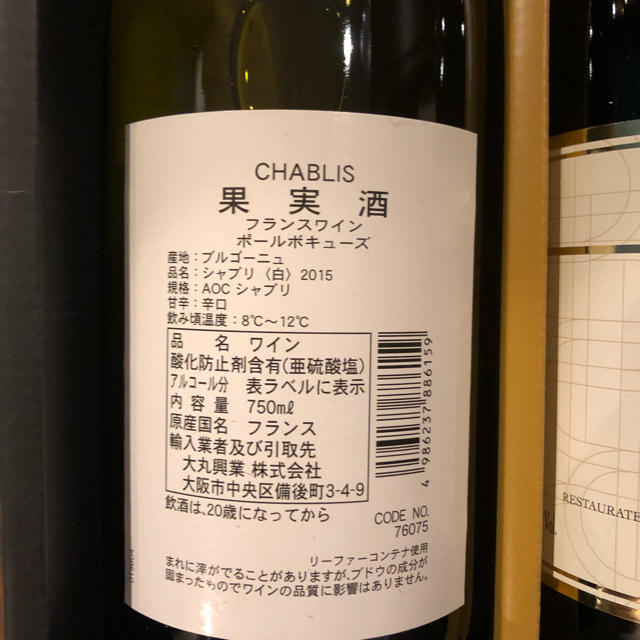 CHABLIS
果実酒
フランスワイン
ポールボキューズ
産地：ブルゴーニュ
品名：シャブリ〈白〉2015
規格：AOC シャブリ
甘辛：辛口
飲み頃温度：8℃～12℃
品名 ワイン
酸化防止剤含有(亜硫酸塩)
アルコール分 表ラベルに表示
内容量 750mℓ
原産国名 フランス
輸入業者及び引取先
大丸興業 株式会社
大阪市中央区備後町3-4-9
飲酒は、20歳になってから
4 986237 886159
CODE NO.
76075
リーファーコンテナ使用
まれに滓がでることがありますが、ブドウの成分が
固まったものでワインの品質に影響はありません。
RESTAURATE